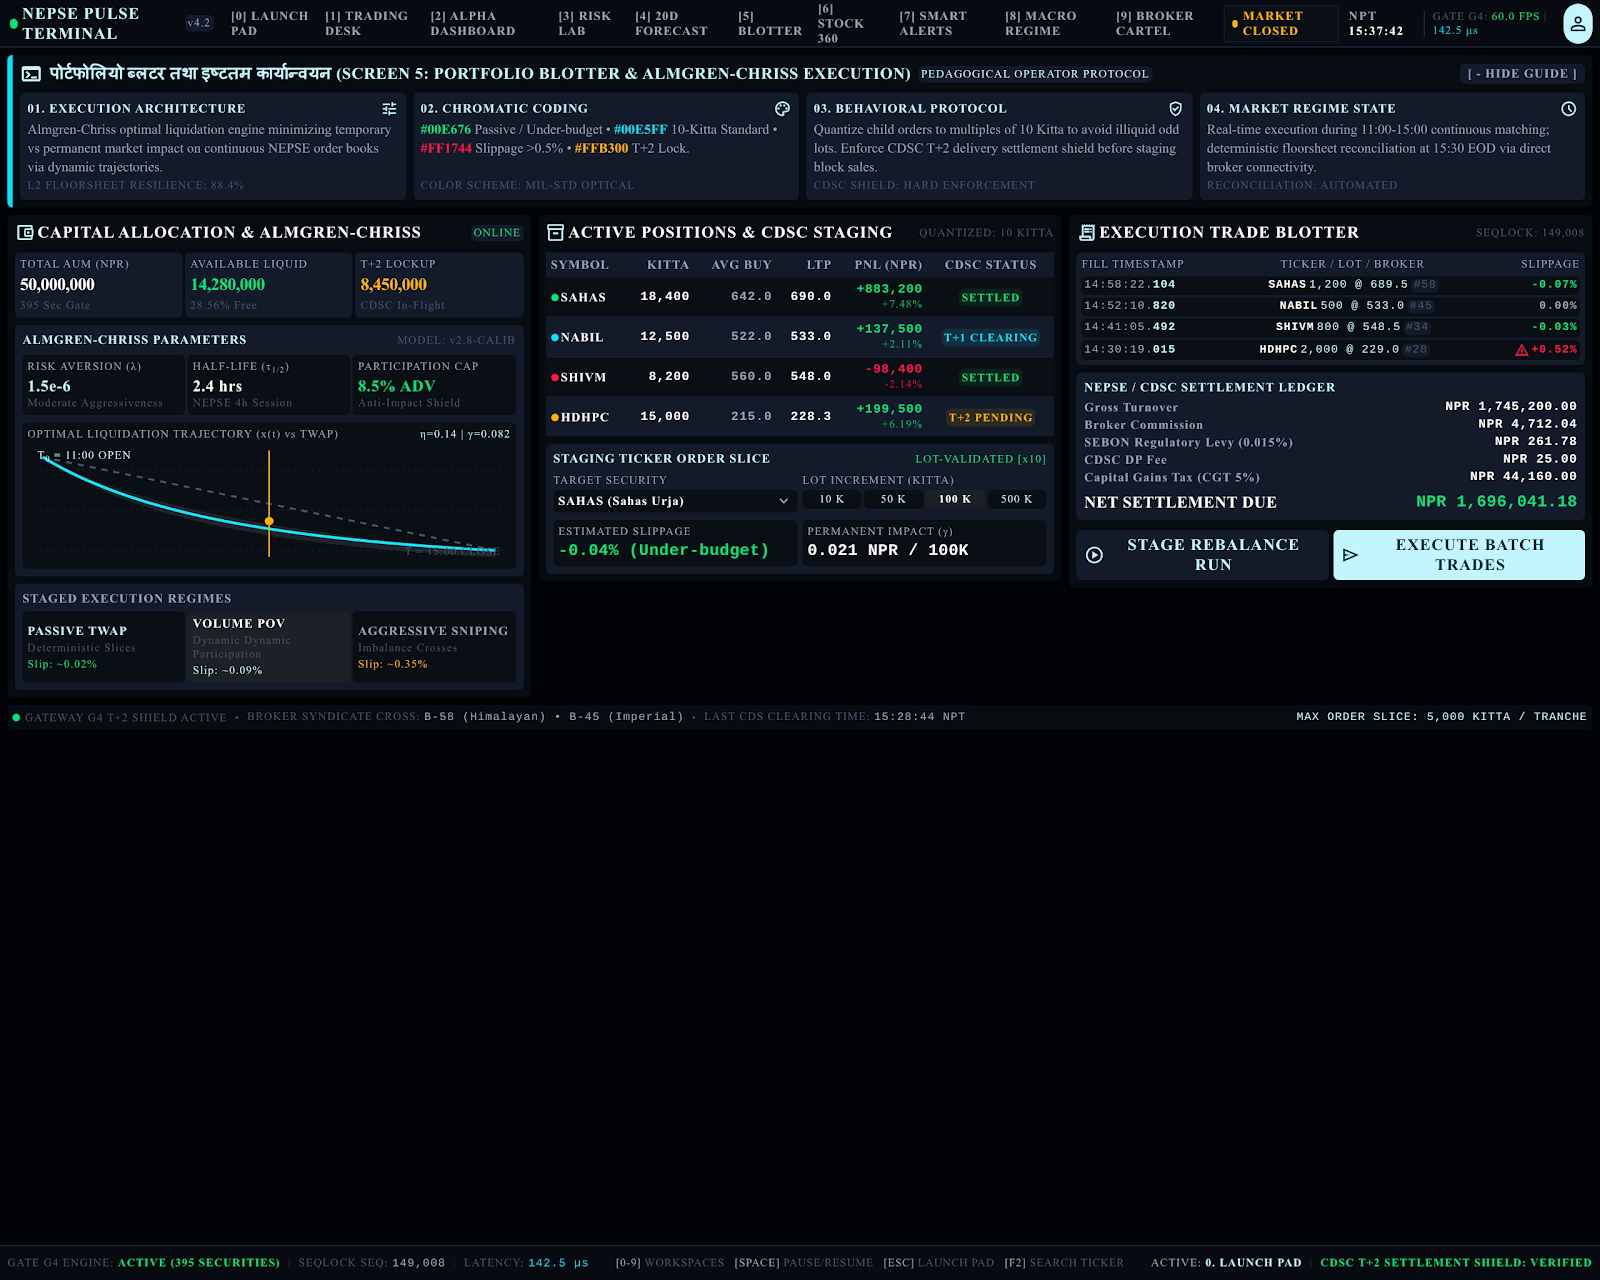 NEPSE PULSE TERMINAL
v4.2
[0] LAUNCH PAD
[1] TRADING DESK
[2] ALPHA DASHBOARD
[3] RISK LAB
[4] 20D FORECAST
[5] BLOTTER
[6] STOCK 360
[7] SMART ALERTS
[8] MACRO REGIME
[9] BROKER CARTEL
MARKET CLOSED
NPT 15:37:42
GATE G4: 60.0 FPS | 142.5 µs
पोर्टफोलियो ब्लटर तथा इष्टतम कार्यान्वयन (SCREEN 5: PORTFOLIO BLOTTER & ALMGREN-CHRISS EXECUTION) PEDAGOGICAL OPERATOR PROTOCOL
[ - HIDE GUIDE ]
01. EXECUTION ARCHITECTURE
Almgren-Chriss optimal liquidation engine minimizing temporary
vs permanent market impact on continuous NEPSE order books
via dynamic trajectories.
L2 FLOORSHEET RESILIENCE: 88.4%
02. CHROMATIC CODING
#00E676 Passive / Under-budget • #00E5FF 10-Kitta Standard •
#FF1744 Slippage >0.5% • #FFB300 T+2 Lock.
COLOR SCHEME: MIL-STD OPTICAL
03. BEHAVIORAL PROTOCOL
Quantize child orders to multiples of 10 Kitta to avoid illiquid odd
lots. Enforce CDSC T+2 delivery settlement shield before staging
block sales.
CDSC SHIELD: HARD ENFORCEMENT
04. MARKET REGIME STATE
Real-time execution during 11:00-15:00 continuous matching;
deterministic floorsheet reconciliation at 15:30 EOD via direct
broker connectivity.
RECONCILIATION: AUTOMATED
CAPITAL ALLOCATION & ALMGREN-CHRISS
ONLINE
TOTAL AUM (NPR)
50,000,000
395 Sec Gate
AVAILABLE LIQUID
14,280,000
28.56% Free
T+2 LOCKUP
8,450,000
CDSC In-Flight
ALMGREN-CHRISS PARAMETERS
MODEL: v2.8-CALIB
RISK AVERSION (λ)
1.5e-6
Moderate Aggressiveness
HALF-LIFE (τ1/2)
2.4 hrs
NEPSE 4h Session
PARTICIPATION CAP
8.5% ADV
Anti-Impact Shield
OPTIMAL LIQUIDATION TRAJECTORY (x(t) vs TWAP)
η=0.14 | γ=0.082
T₀ = 11:00 OPEN
T = 15:00 CLOSE
STAGED EXECUTION REGIMES
PASSIVE TWAP
Deterministic Slices
Slip: ~0.02%
VOLUME POV
Dynamic Dynamic
Participation
Slip: ~0.09%
AGGRESSIVE SNIPING
Imbalance Crosses
Slip: ~0.35%
ACTIVE POSITIONS & CDSC STAGING
QUANTIZED: 10 KITTA
SYMBOL KITTA AVG BUY LTP PNL (NPR) CDSC STATUS
SAHAS 18,400 642.0 690.0 +883,200 +7.48% SETTLED
NABIL 12,500 522.0 533.0 +137,500 +2.11% T+1 CLEARING
SHIVM 8,200 560.0 548.0 -98,400 -2.14% SETTLED
HDHPC 15,000 215.0 228.3 +199,500 +6.19% T+2 PENDING
STAGING TICKER ORDER SLICE
LOT-VALIDATED [x10]
TARGET SECURITY
SAHAS (Sahas Urja)
LOT INCREMENT (KITTA)
10 K 50 K 100 K 500 K
ESTIMATED SLIPPAGE
-0.04% (Under-budget)
PERMANENT IMPACT (γ)
0.021 NPR / 100K
EXECUTION TRADE BLOTTER
SEQLOCK: 149,008
FILL TIMESTAMP TICKER / LOT / BROKER SLIPPAGE
14:58:22.104 SAHAS 1,200 @ 689.5 #58 -0.07%
14:52:10.820 NABIL 500 @ 533.0 #45 0.00%
14:41:05.492 SHIVM 800 @ 548.5 #34 -0.03%
14:30:19.015 HDHPC 2,000 @ 229.0 #28 +0.52%
NEPSE / CDSC SETTLEMENT LEDGER
Gross Turnover NPR 1,745,200.00
Broker Commission NPR 4,712.04
SEBON Regulatory Levy (0.015%) NPR 261.78
CDSC DP Fee NPR 25.00
Capital Gains Tax (CGT 5%) NPR 44,160.00
NET SETTLEMENT DUE NPR 1,696,041.18
STAGE REBALANCE RUN
EXECUTE BATCH TRADES
GATEWAY G4 T+2 SHIELD ACTIVE • BROKER SYNDICATE CROSS: B-58 (Himalayan) • B-45 (Imperial) • LAST CDS CLEARING TIME: 15:28:44 NPT
MAX ORDER SLICE: 5,000 KITTA / TRANCHE
GATE G4 ENGINE: ACTIVE (395 SECURITIES) | SEQLOCK SEQ: 149,008 | LATENCY: 142.5 µs
[0-9] WORKSPACES [SPACE] PAUSE/RESUME [ESC] LAUNCH PAD [F2] SEARCH TICKER
ACTIVE: 0. LAUNCH PAD | CDSC T+2 SETTLEMENT SHIELD: VERIFIED